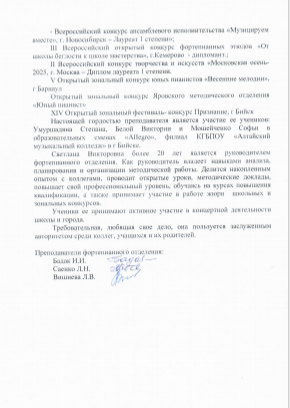 - Всероссийский конкурс ансамблевого исполнительства «Музицируем
вместе», г. Новосибирск – Лауреат 1 степени»;
III Всероссийский открытый конкурс фортепианных этюдов «От
школы беглости к школе мастерства», г.Кемерово - дипломант.;
II Всероссийский конкурс творчества и искусств «Московская осень-
2021, г. Москва – Диплом лауреата 1 степени.
V Открытый зональный конкурс юных пианистов «Весенние мелодии»,
г Барнаул
Открытый зональный конкурс Яровского методического отделения
«Юный пианист»
XIV Открытый зональный фестиваль- конкурс Признание, г Бийск
Настоящей гордостью преподавателя является участие ее учеников:
Степана, Белой Виктории и Мошейченко Софьи в
образовательных сменах «Allegro», филиал КГБПОУ «Алтайский
музыкальный колледж» в г Бийске.
Светлана Викторовна более 20 лет является руководителем
фортепианного отделения. Как руководитель владеет навыками анализа,
планирования и организации методической работы. Делится накопленным
опытом с коллегами, проводит открытые уроки, методические доклады,
повышает свой профессиональный уровень, обучаясь на курсах повышения
квалификации, а также принимает участие в работе жюри школьных и
зональных конкурсов.
Ученики ее принимают активное участие в концертной деятельности
школы и города.
Требовательная, любящая свое дело, она пользуется заслуженным
авторитетом среди коллег, учащихся и их родителей.
Преподаватели фортепианного отделения:
Бадак И.И.
Саенко Л.Н.
Вишнева Л.В.